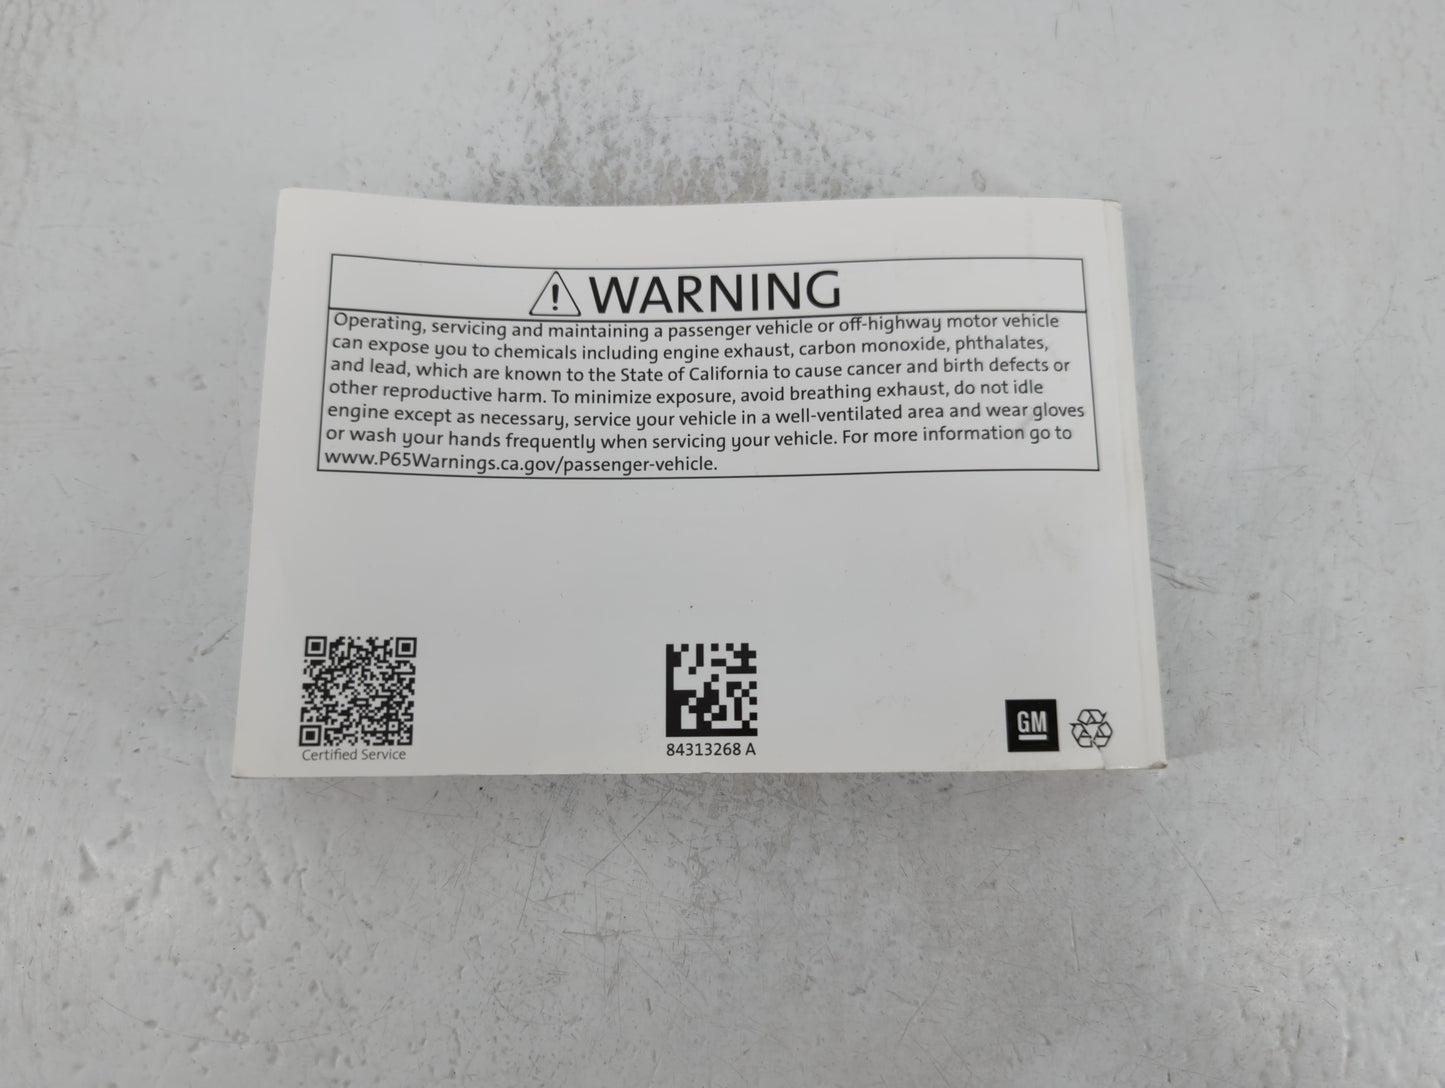 WARNING
Operating, servicing and maintaining a passenger vehicle or off-highway motor vehicle
can expose you to chemicals including engine exhaust, carbon monoxide, phthalates,
and lead, which are known to the State of California to cause cancer and birth defects or
other reproductive harm. To minimize exposure, avoid breathing exhaust, do not idle
engine except as necessary, service your vehicle in a well-ventilated area and wear gloves
or wash your hands frequently when servicing your vehicle. For more information go to
www.P65Warnings.ca.gov/passenger-vehicle.
Certified Service
84313268 A
GM